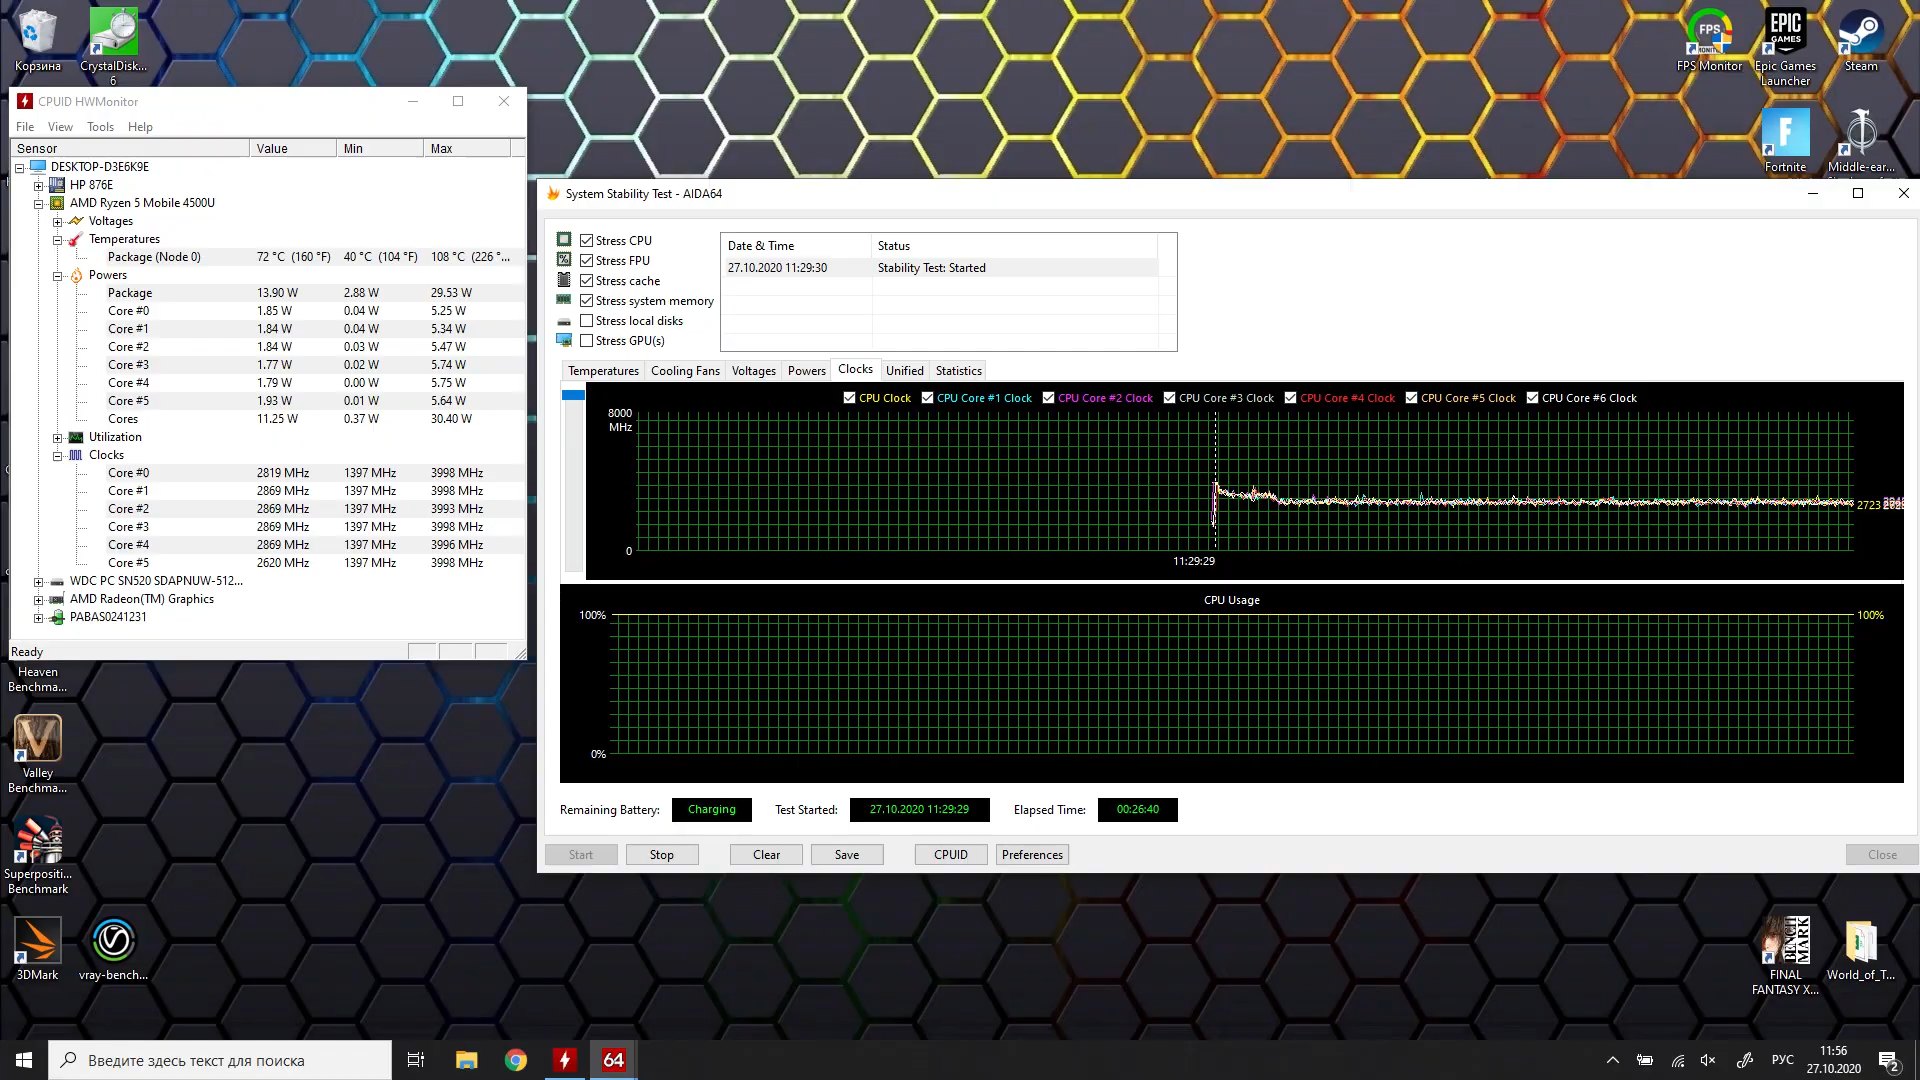 Корзина
CrystalDisk...
6
FPS
MONITOR
FPS Monitor
EPIC
GAMES
Epic Games
Launcher
Steam
F
Fortnite
Middle-ear...
CPUID HWMonitor
File View Tools Help
Sensor Value Min Max
DESKTOP-D3E6K9E
HP 876E
AMD Ryzen 5 Mobile 4500U
Voltages
Temperatures
Package (Node 0) 72 °C (160 °F) 40 °C (104 °F) 108 °C (226 °...
Powers
Package 13.90 W 2.88 W 29.53 W
Core #0 1.85 W 0.04 W 5.25 W
Core #1 1.84 W 0.04 W 5.34 W
Core #2 1.84 W 0.03 W 5.47 W
Core #3 1.77 W 0.02 W 5.74 W
Core #4 1.79 W 0.00 W 5.75 W
Core #5 1.93 W 0.01 W 5.64 W
Cores 11.25 W 0.37 W 30.40 W
Utilization
Clocks
Core #0 2819 MHz 1397 MHz 3998 MHz
Core #1 2869 MHz 1397 MHz 3998 MHz
Core #2 2869 MHz 1397 MHz 3993 MHz
Core #3 2869 MHz 1397 MHz 3998 MHz
Core #4 2869 MHz 1397 MHz 3996 MHz
Core #5 2620 MHz 1397 MHz 3998 MHz
WDC PC SN520 SDAPNUW-512...
AMD Radeon(TM) Graphics
PABAS0241231
Ready
System Stability Test - AIDA64
Stress CPU
Stress FPU
Stress cache
Stress system memory
Stress local disks
Stress GPU(s)
Date & Time Status
27.10.2020 11:29:30 Stability Test: Started
Temperatures Cooling Fans Voltages Powers Clocks Unified Statistics
CPU Clock CPU Core #1 Clock CPU Core #2 Clock CPU Core #3 Clock CPU Core #4 Clock CPU Core #5 Clock CPU Core #6 Clock
8000
MHz
2723
0
11:29:29
CPU Usage
100% 100%
0%
Remaining Battery: Charging Test Started: 27.10.2020 11:29:29 Elapsed Time: 00:26:40
Start Stop Clear Save CPUID Preferences Close
Heaven
Benchma...
V
Valley
Benchma...
Superpositi...
Benchmark
3DMark
vray-bench...
BENCH
MARK
FINAL
FANTASY X...
World_of_T...
Введите здесь текст для поиска
64
РУС
11:56
27.10.2020
2